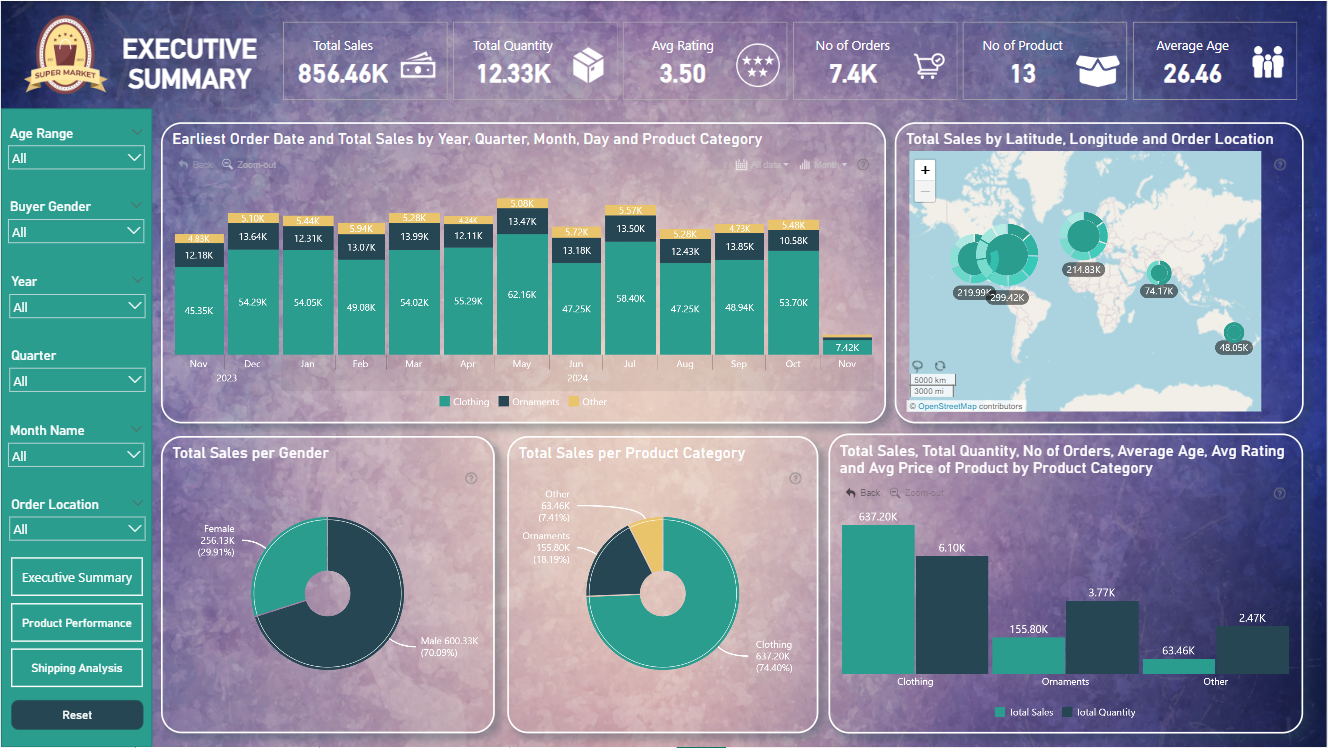 SUPER MARKET
EXECUTIVE
SUMMARY
Total Sales
856.46K
Total Quantity
12.33K
Avg Rating
3.50
No of Orders
7.4K
No of Product
13
Average Age
26.46
Age Range
All
Buyer Gender
All
Year
All
Quarter
All
Month Name
All
Order Location
All
Executive Summary
Product Performance
Shipping Analysis
Reset
Earliest Order Date and Total Sales by Year, Quarter, Month, Day and Product Category
Back Zoom-out
All data Month
4.83K 5.10K 5.44K 5.94K 5.28K 4.24K 5.08K 5.72K 5.57K 5.28K 4.73K 5.48K
12.18K 13.64K 12.31K 13.07K 13.99K 12.11K 13.47K 13.18K 13.50K 12.43K 13.85K 10.58K
45.35K 54.29K 54.05K 49.08K 54.02K 55.29K 62.16K 47.25K 58.40K 47.25K 48.94K 53.70K 7.42K
Nov Dec Jan Feb Mar Apr May Jun Jul Aug Sep Oct Nov
2023 2024
Clothing Ornaments Other
Total Sales by Latitude, Longitude and Order Location
+
−
219.99K
299.42K
214.83K
74.17K
48.05K
5000 km
3000 mi
© OpenStreetMap contributors
Total Sales per Gender
Female
256.13K
(29.91%)
Male 600.33K
(70.09%)
Total Sales per Product Category
Other
63.46K
(7.41%)
Ornaments
155.80K
(18.19%)
Clothing
637.20K
(74.40%)
Total Sales, Total Quantity, No of Orders, Average Age, Avg Rating
and Avg Price of Product by Product Category
Back Zoom-out
637.20K
6.10K
155.80K
3.77K
63.46K
2.47K
Clothing Ornaments Other
Total Sales Total Quantity